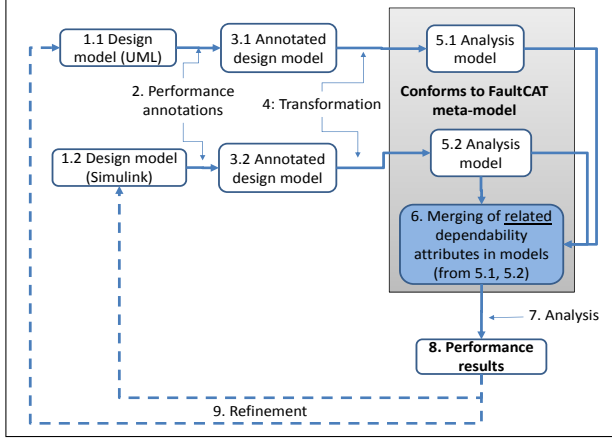 1.1 Design
model (UML)
3.1 Annotated
design model
5.1 Analysis
model
2. Performance
annotations
4: Transformation
Conforms to FaultCAT
meta-model
1.2 Design model
(Simulink)
3.2 Annotated
design model
5.2 Analysis
model
6. Merging of related
dependability
attributes in models
(from 5.1, 5.2)
7. Analysis
8. Performance
results
9. Refinement